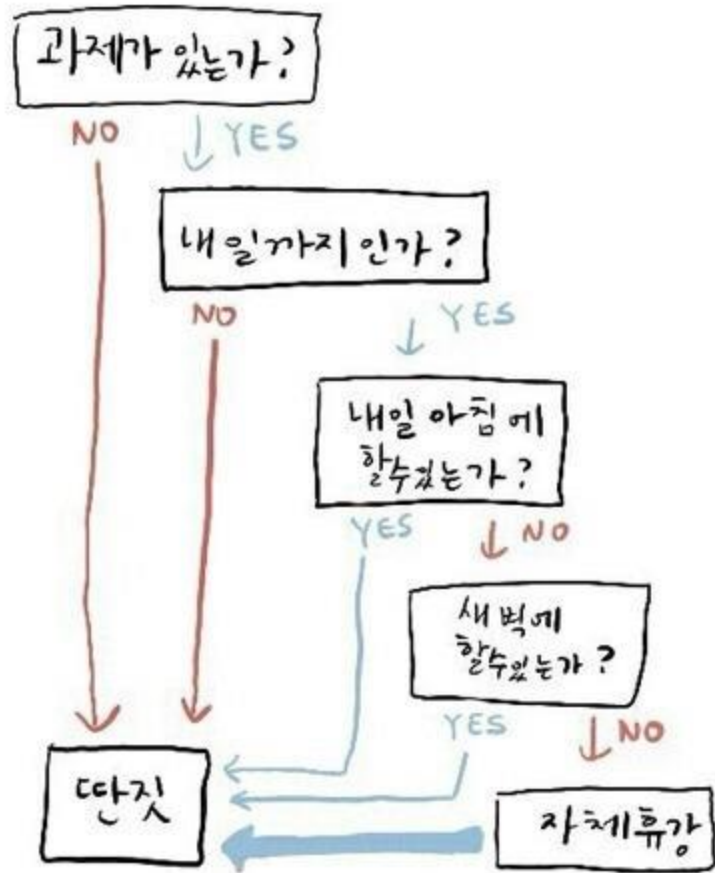 과제가 있는가?
NO
YES
내일까지인가?
NO
YES
내일 아침에
할수있는가?
YES
NO
새벽에
할수있는가?
YES
NO
딴짓
자체휴강